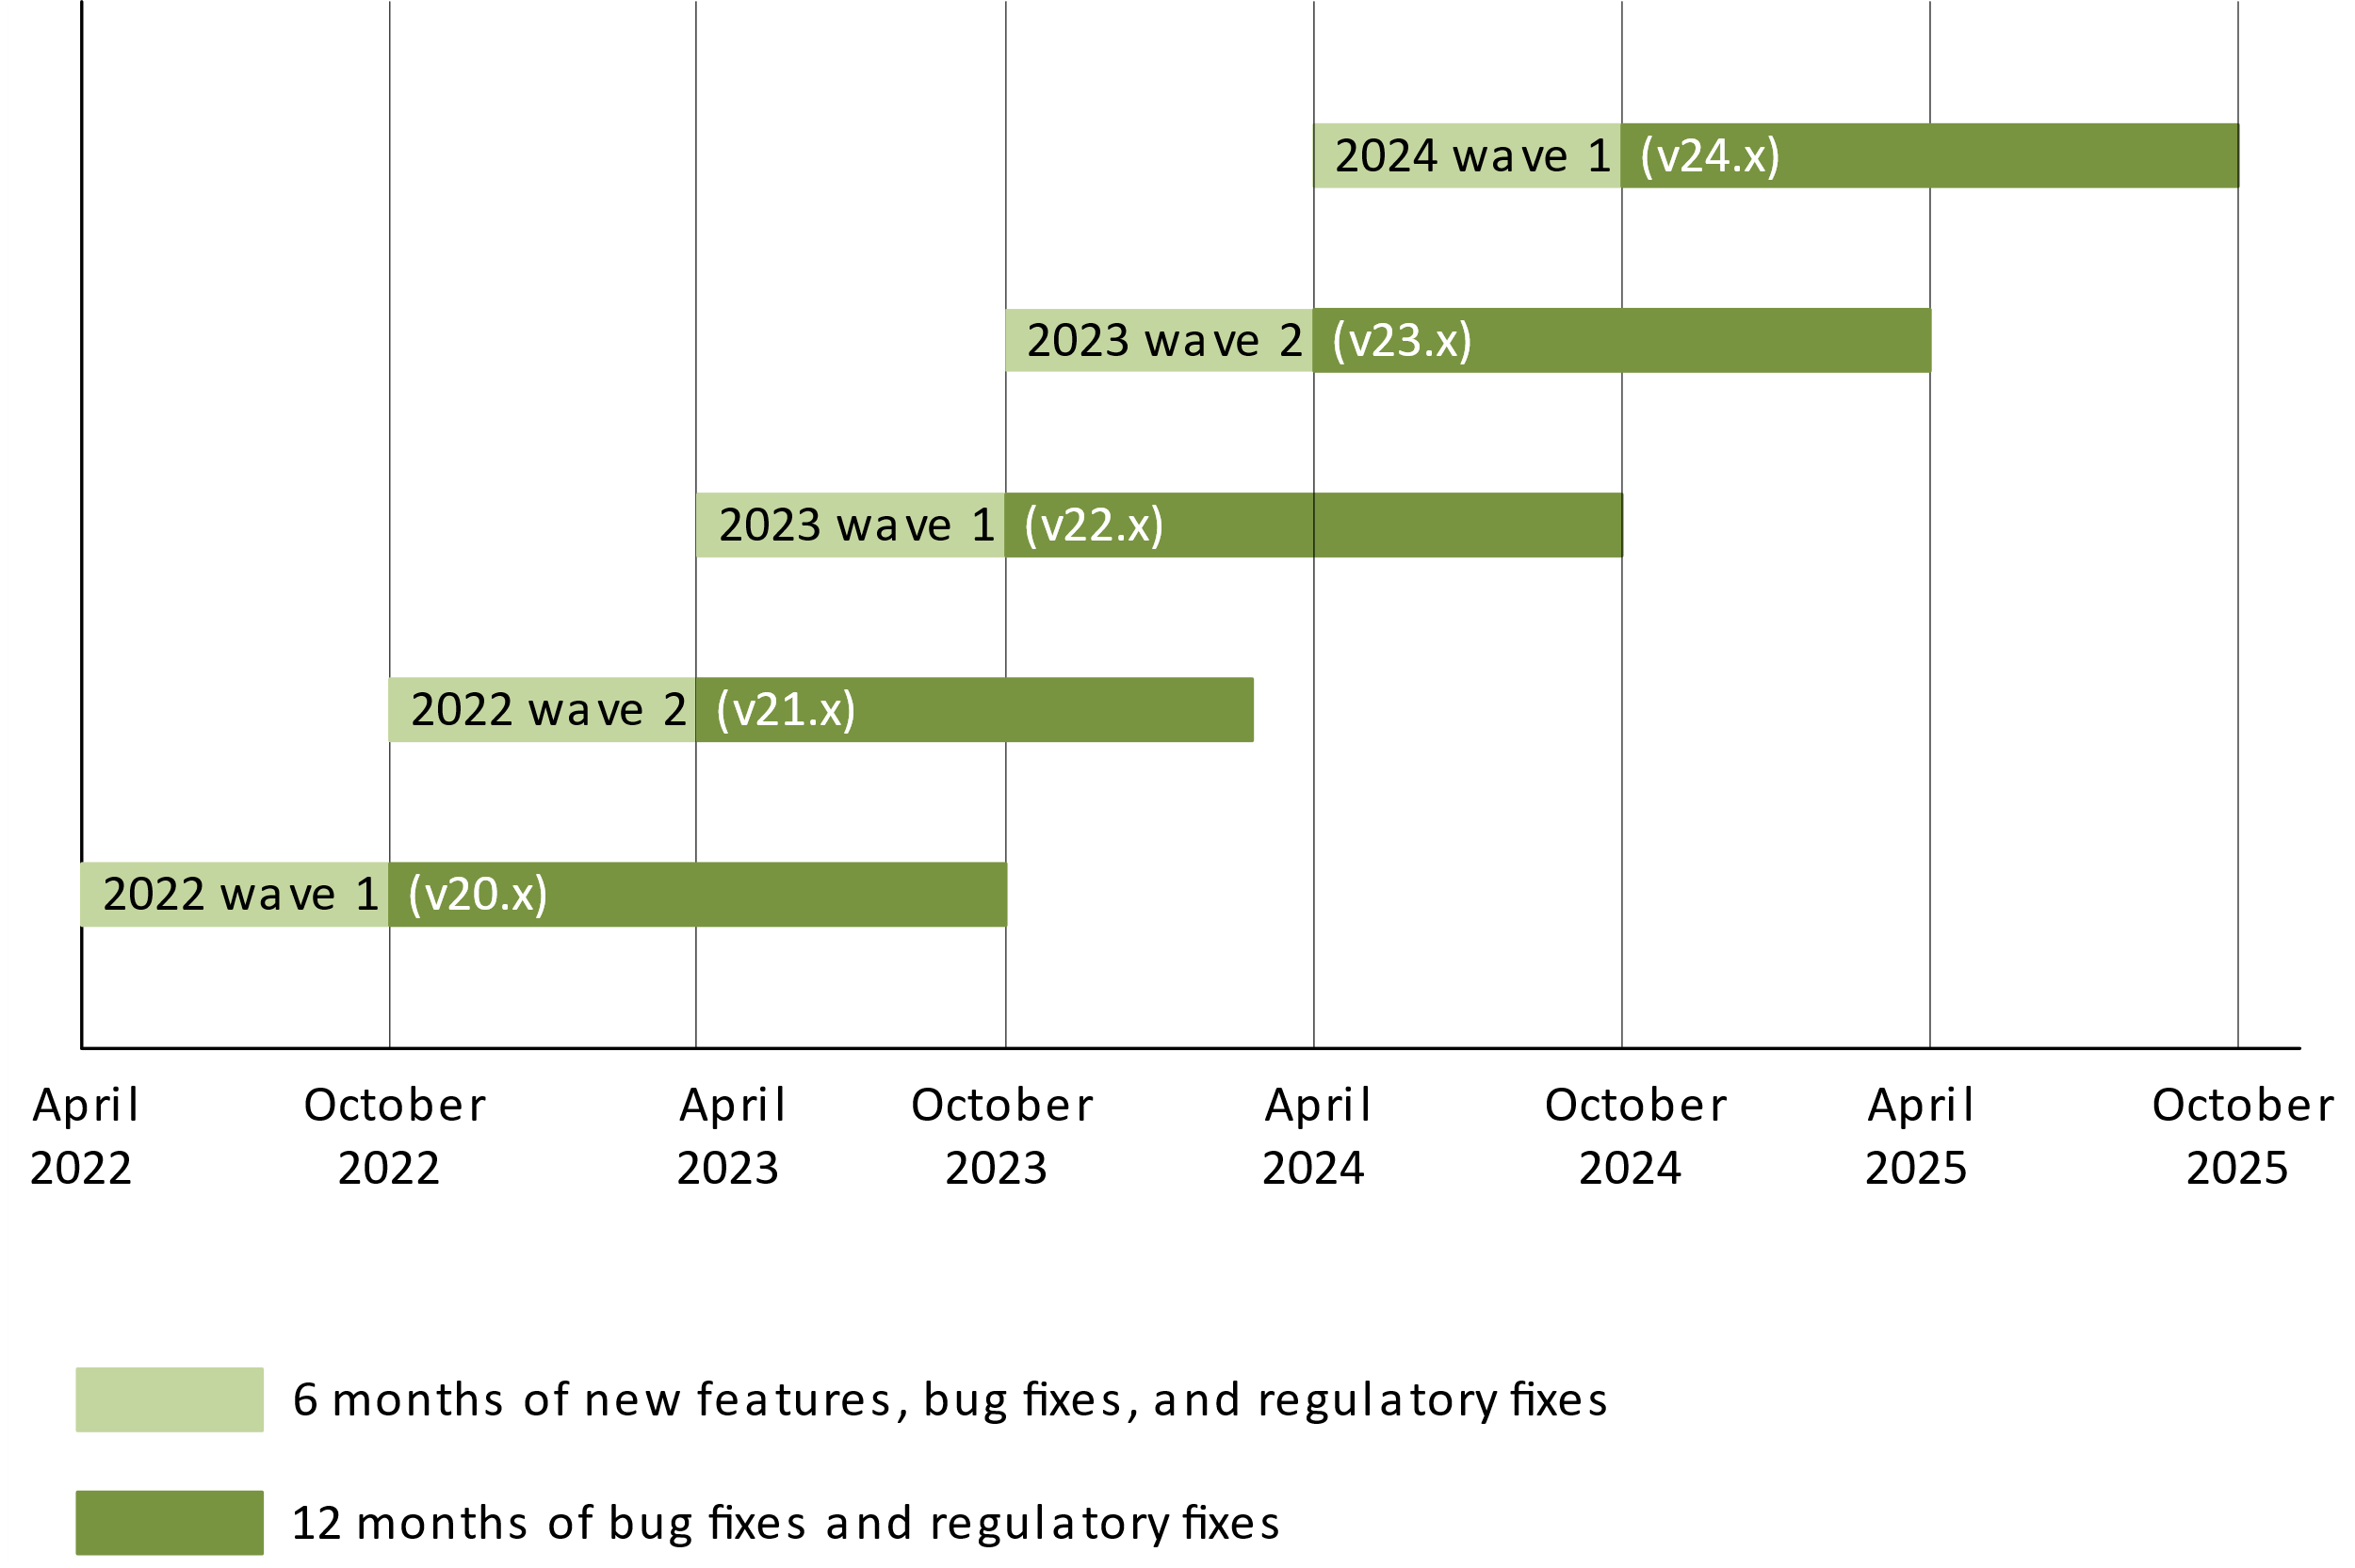 2024 wave 1 (v24.x)
2023 wave 2 (v23.x)
2023 wave 1 (v22.x)
2022 wave 2 (v21.x)
2022 wave 1 (v20.x)
April October April October April October April October
2022 2022 2023 2023 2024 2024 2025 2025
6 months of new features, bug fixes, and regulatory fixes
12 months of bug fixes and regulatory fixes